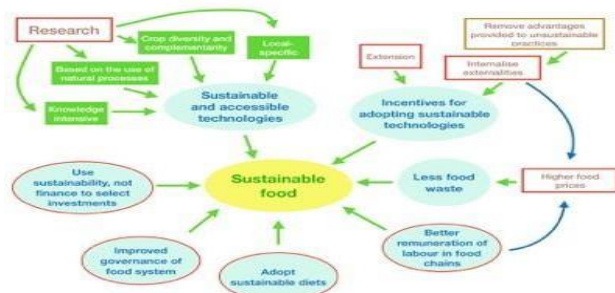 Research
Crop diversity and
complementarity
Local-
specific
Based on the use of
natural processes
Knowledge
intensive
Sustainable
and accessible
technologies
Remove advantages
provided to unsustainable
practices
Extension
Internalise
externalities
Incentives for
adopting sustainable
technologies
Use
sustainability, not
finance to select
investments
Sustainable
food
Less food
waste
Higher food
prices
Improved
governance of
food system
Adopt
sustainable diets
Better
remuneration of
labour in food
chains